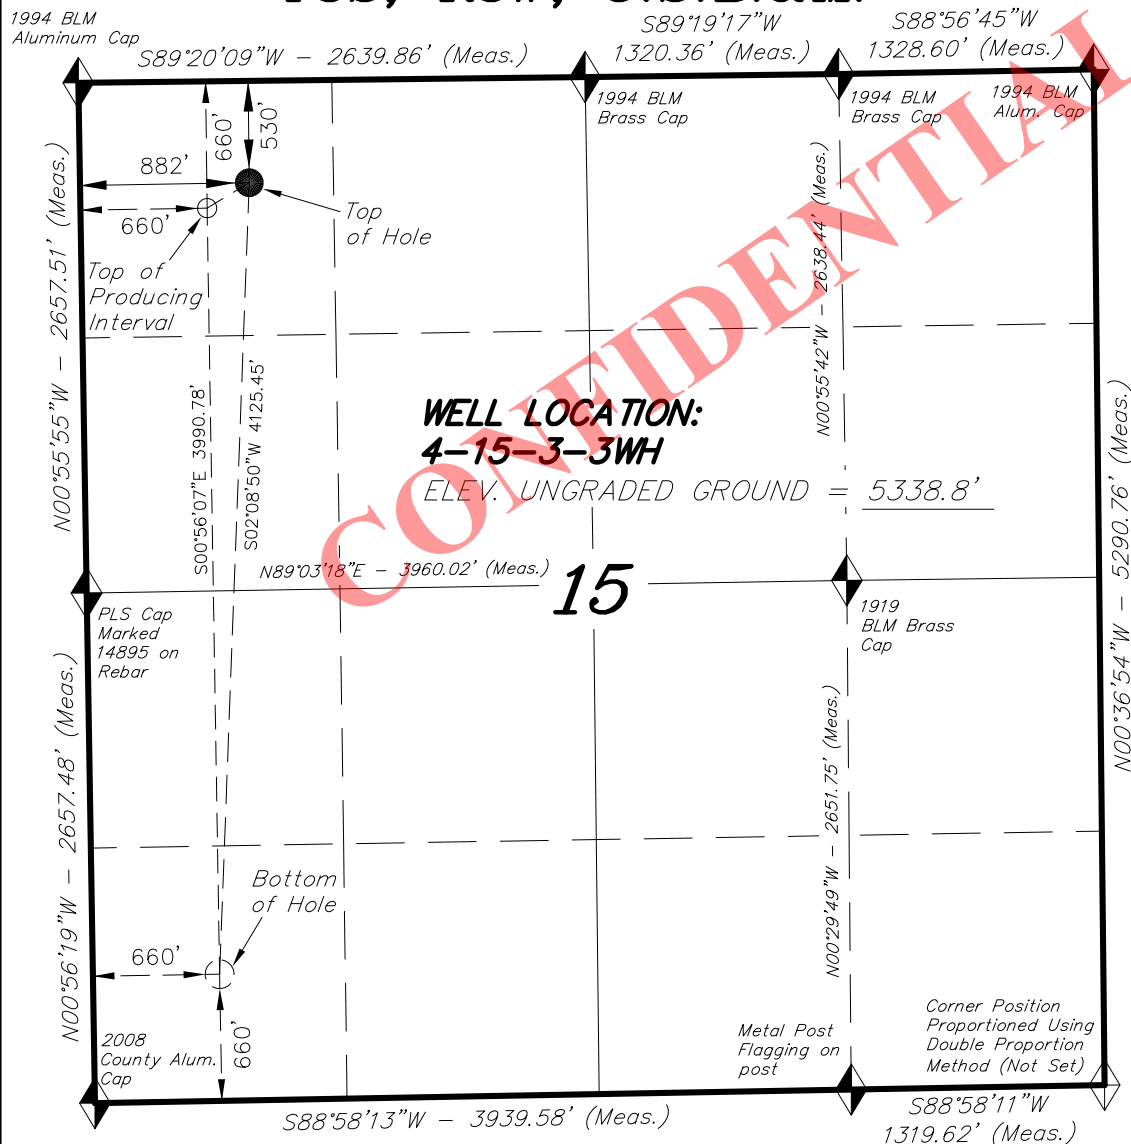 1994 BLM
Aluminum Cap
S89°20'09"W – 2639.86' (Meas.)
S89°19'17"W
1320.36' (Meas.)
S88°56'45"W
1328.60' (Meas.)
1994 BLM
Brass Cap
1994 BLM
Brass Cap
1994 BLM
Alum. Cap
660'
530'
882'
660'
Top
of Hole
Top of
Producing
Interval
N00°55'55"W – 2657.51' (Meas.)
N00°55'42"W – 2638.44' (Meas.)
CONFIDENTIAL
WELL LOCATION:
4-15-3-3WH
ELEV. UNGRADED GROUND = 5338.8'
S00°56'07"E 3990.78'
S02°08'50"W 4125.45'
N89°03'18"E – 3960.02' (Meas.)
15
N00°36'54"W – 5290.76' (Meas.)
PLS Cap
Marked
14895 on
Rebar
1919
BLM Brass
Cap
N00°56'19"W – 2657.48' (Meas.)
N00°29'49"W – 2651.75' (Meas.)
Bottom
of Hole
660'
660'
2008
County Alum.
Cap
Metal Post
Flagging on
post
Corner Position
Proportioned Using
Double Proportion
Method (Not Set)
S88°58'13"W – 3939.58' (Meas.)
S88°58'11"W
1319.62' (Meas.)